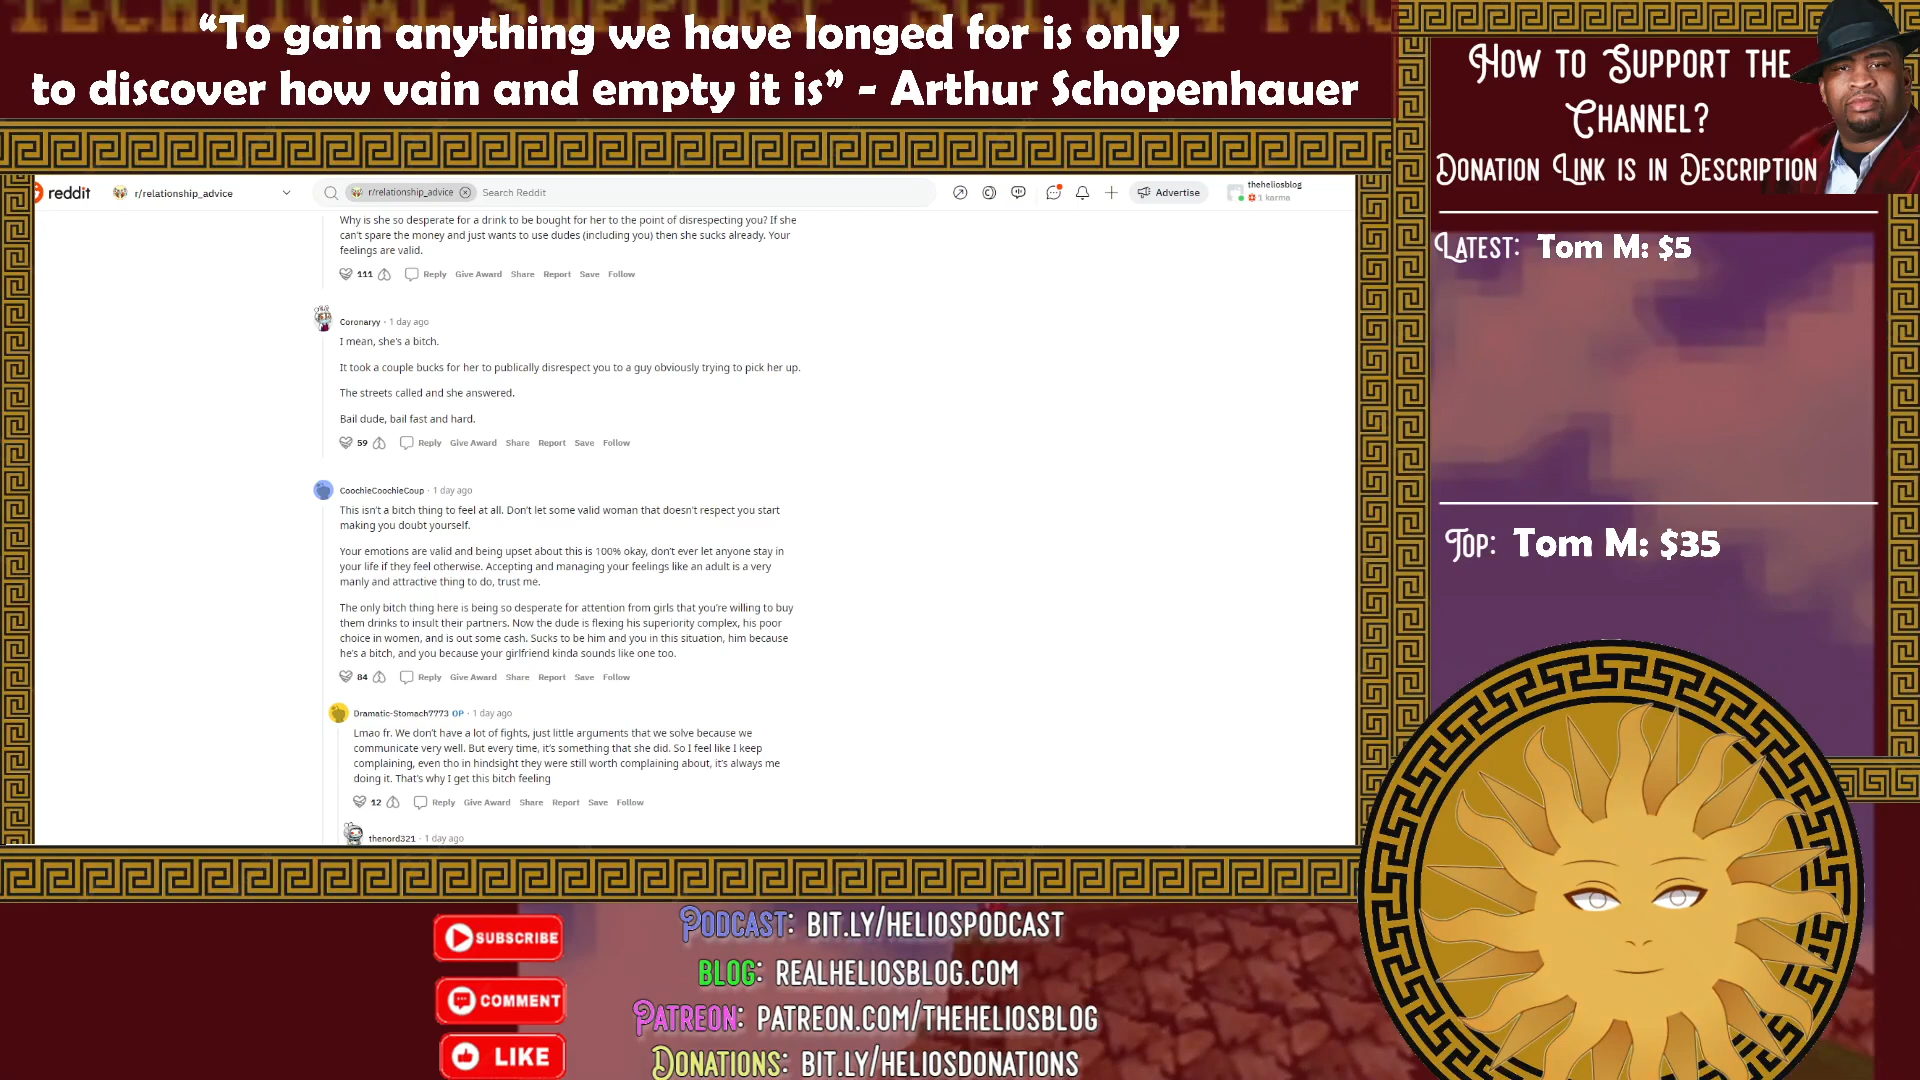 “To gain anything we have longed for is only
to discover how vain and empty it is” - Arthur Schopenhauer
How to Support the
Channel?
Donation Link is in Description
Latest: Tom M: $5
Top: Tom M: $35
reddit
r/relationship_advice
r/relationship_advice
Search Reddit
Advertise
theheliosblog
1 karma
Why is she so desperate for a drink to be bought for her to the point of disrespecting you? If she
can't spare the money and just wants to use dudes (including you) then she sucks already. Your
feelings are valid.
111 Reply Give Award Share Report Save Follow
Coronaryy · 1 day ago
I mean, she's a bitch.
It took a couple bucks for her to publically disrespect you to a guy obviously trying to pick her up.
The streets called and she answered.
Bail dude, bail fast and hard.
59 Reply Give Award Share Report Save Follow
CoochieCoochieCoup · 1 day ago
This isn't a bitch thing to feel at all. Don't let some valid woman that doesn't respect you start
making you doubt yourself.
Your emotions are valid and being upset about this is 100% okay, don't ever let anyone stay in
your life if they feel otherwise. Accepting and managing your feelings like an adult is a very
manly and attractive thing to do, trust me.
The only bitch thing here is being so desperate for attention from girls that you're willing to buy
them drinks to insult their partners. Now the dude is flexing his superiority complex, his poor
choice in women, and is out some cash. Sucks to be him and you in this situation, him because
he's a bitch, and you because your girlfriend kinda sounds like one too.
84 Reply Give Award Share Report Save Follow
Dramatic-Stomach7773 OP · 1 day ago
Lmao fr. We don't have a lot of fights, just little arguments that we solve because we
communicate very well. But every time, it's something that she did. So I feel like I keep
complaining, even tho in hindsight they were still worth complaining about, it's always me
doing it. That's why I get this bitch feeling
12 Reply Give Award Share Report Save Follow
thenord321 · 1 day ago
SUBSCRIBE
COMMENT
LIKE
Podcast: bit.ly/heliospodcast
Blog: realheliosblog.com
Patreon: patreon.com/theheliosblog
Donations: bit.ly/heliosdonations